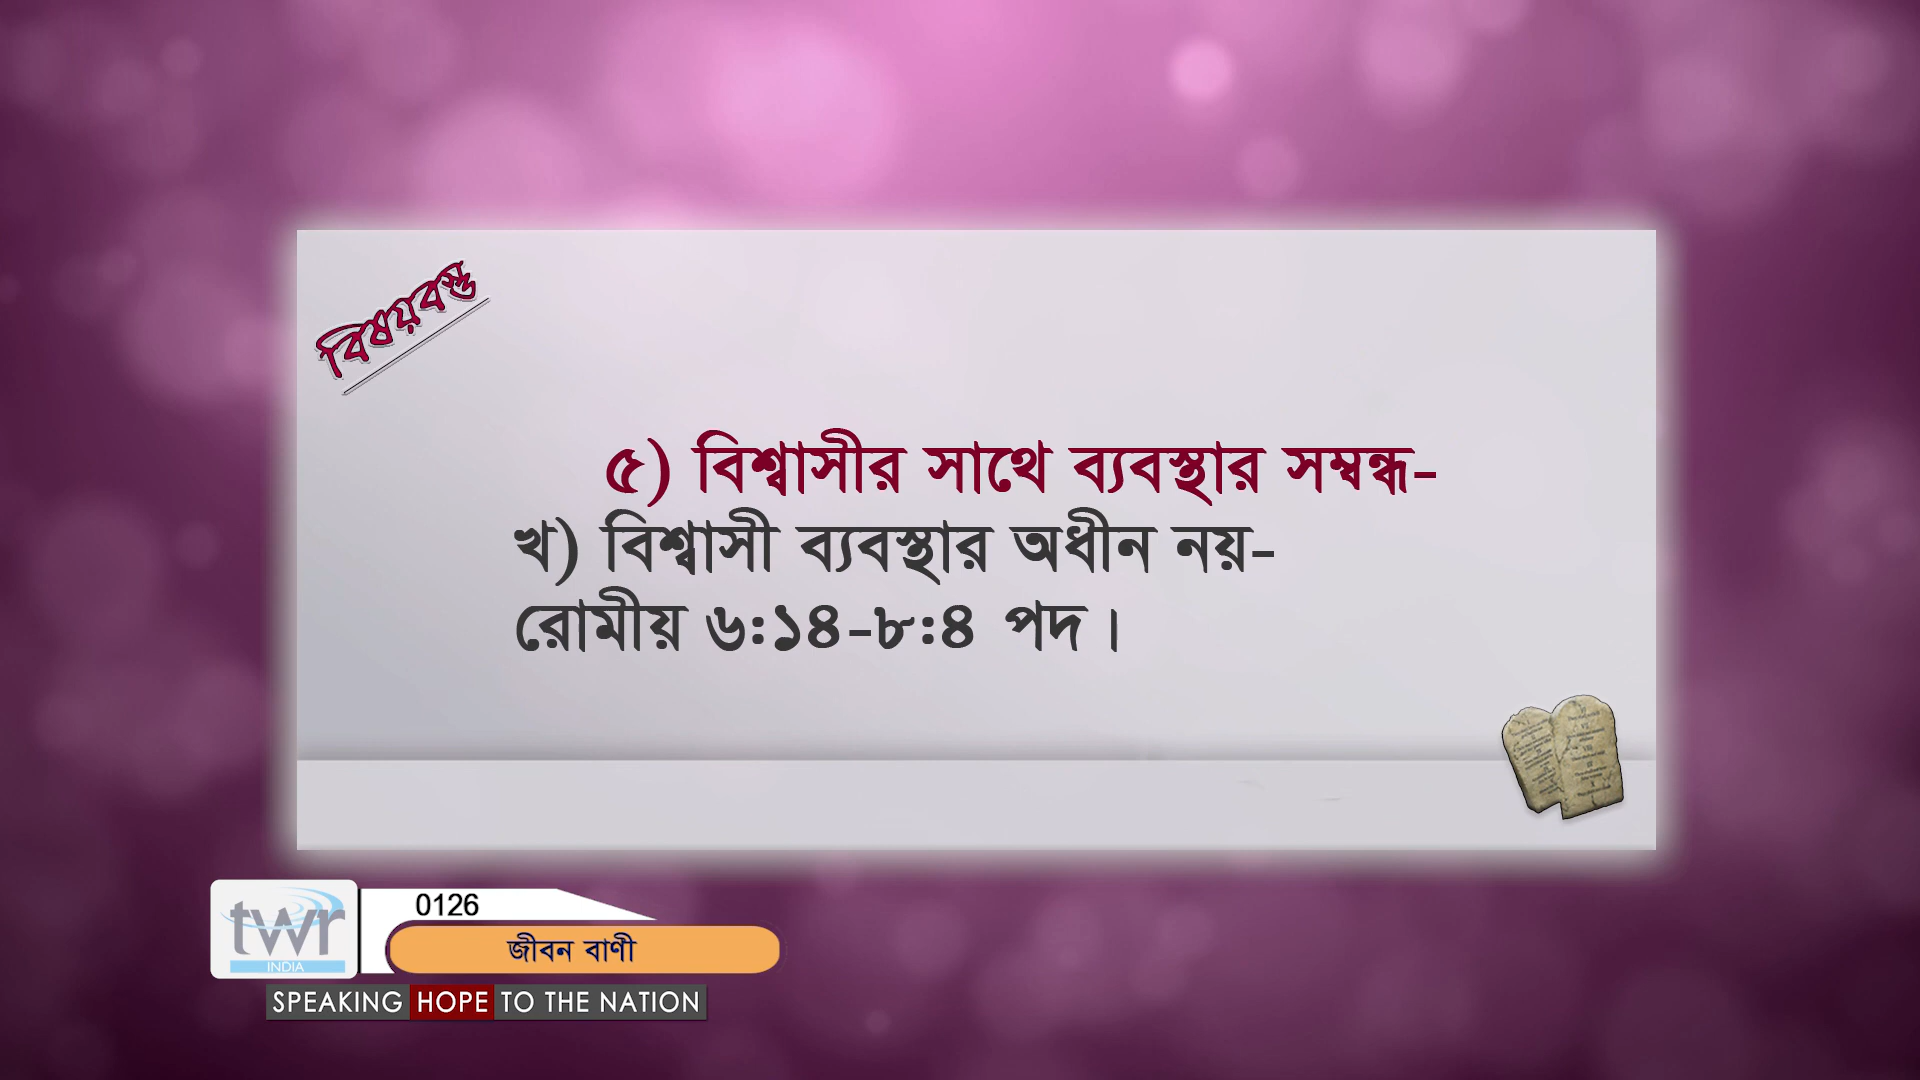 বিষয়বস্তু
৫) বিশ্বাসীর সাথে ব্যবস্থার সম্বন্ধ-
খ) বিশ্বাসী ব্যবস্থার অধীন নয়-
রোমীয় ৬:১৪-৮:৪ পদ।
0126
twr
INDIA
জীবন বাণী
SPEAKING HOPE TO THE NATION